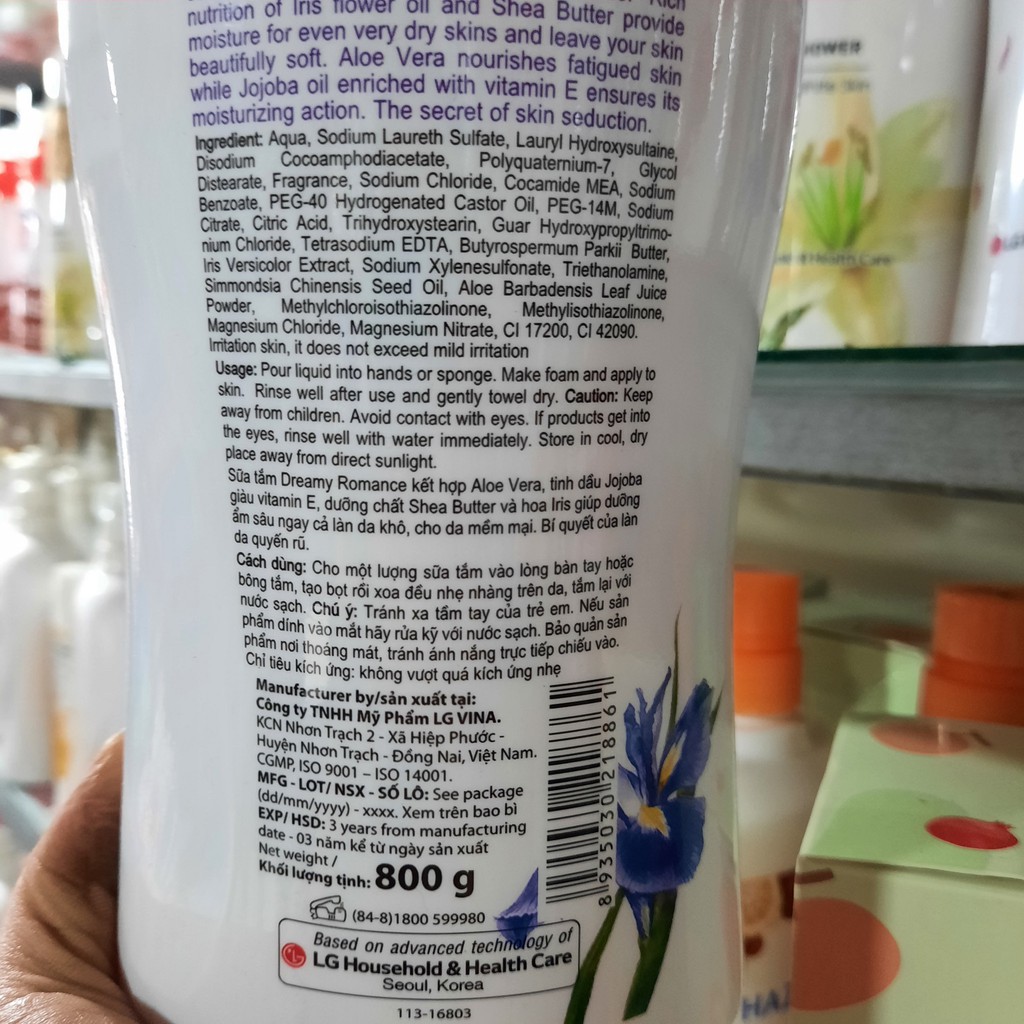 nutrition of Iris flower oil and Shea Butter provide
moisture for even very dry skins and leave your skin
beautifully soft. Aloe Vera nourishes fatigued skin
while Jojoba oil enriched with vitamin E ensures its
moisturizing action. The secret of skin seduction.
Ingredient: Aqua, Sodium Laureth Sulfate, Lauryl Hydroxysultaine,
Disodium Cocoamphodiacetate, Polyquaternium-7, Glycol
Distearate, Fragrance, Sodium Chloride, Cocamide MEA, Sodium
Benzoate, PEG-40 Hydrogenated Castor Oil, PEG-14M, Sodium
Citrate, Citric Acid, Trihydroxystearin, Guar Hydroxypropyltrimo-
nium Chloride, Tetrasodium EDTA, Butyrospermum Parkii Butter,
Iris Versicolor Extract, Sodium Xylenesulfonate, Triethanolamine,
Simmondsia Chinensis Seed Oil, Aloe Barbadensis Leaf Juice
Powder, Methylchloroisothiazolinone, Methylisothiazolinone,
Magnesium Chloride, Magnesium Nitrate, CI 17200, CI 42090.
Irritation skin, it does not exceed mild irritation
Usage: Pour liquid into hands or sponge. Make foam and apply to
skin. Rinse well after use and gently towel dry. Caution: Keep
away from children. Avoid contact with eyes. If products get into
the eyes, rinse well with water immediately. Store in cool, dry
place away from direct sunlight.
Sữa tắm Dreamy Romance kết hợp Aloe Vera, tinh dầu Jojoba
giàu vitamin E, dưỡng chất Shea Butter và hoa Iris giúp dưỡng
ẩm sâu ngay cả làn da khô, cho da mềm mại. Bí quyết của làn
da quyến rũ.
Cách dùng: Cho một lượng sữa tắm vào lòng bàn tay hoặc
bông tắm, tạo bọt rồi xoa đều nhẹ nhàng trên da, tắm lại với
nước sạch. Chú ý: Tránh xa tầm tay của trẻ em. Nếu sản
phẩm dính vào mắt hãy rửa kỹ với nước sạch. Bảo quản sản
phẩm nơi thoáng mát, tránh ánh nắng trực tiếp chiếu vào.
Chỉ tiêu kích ứng: không vượt quá kích ứng nhẹ
Manufacturer by/sản xuất tại:
Công ty TNHH Mỹ Phẩm LG VINA.
KCN Nhơn Trạch 2 - Xã Hiệp Phước -
Huyện Nhơn Trạch - Đồng Nai, Việt Nam.
CGMP, ISO 9001 – ISO 14001.
MFG - LOT/ NSX - SỐ LÔ: See package
(dd/mm/yyyy) - xxxx. Xem trên bao bì
EXP/ HSD: 3 years from manufacturing
date - 03 năm kể từ ngày sản xuất
Net weight /
Khối lượng tịnh: 800 g
8 935030 218861
(84-8)1800 599980
Based on advanced technology of
LG Household & Health Care
Seoul, Korea
113-16803